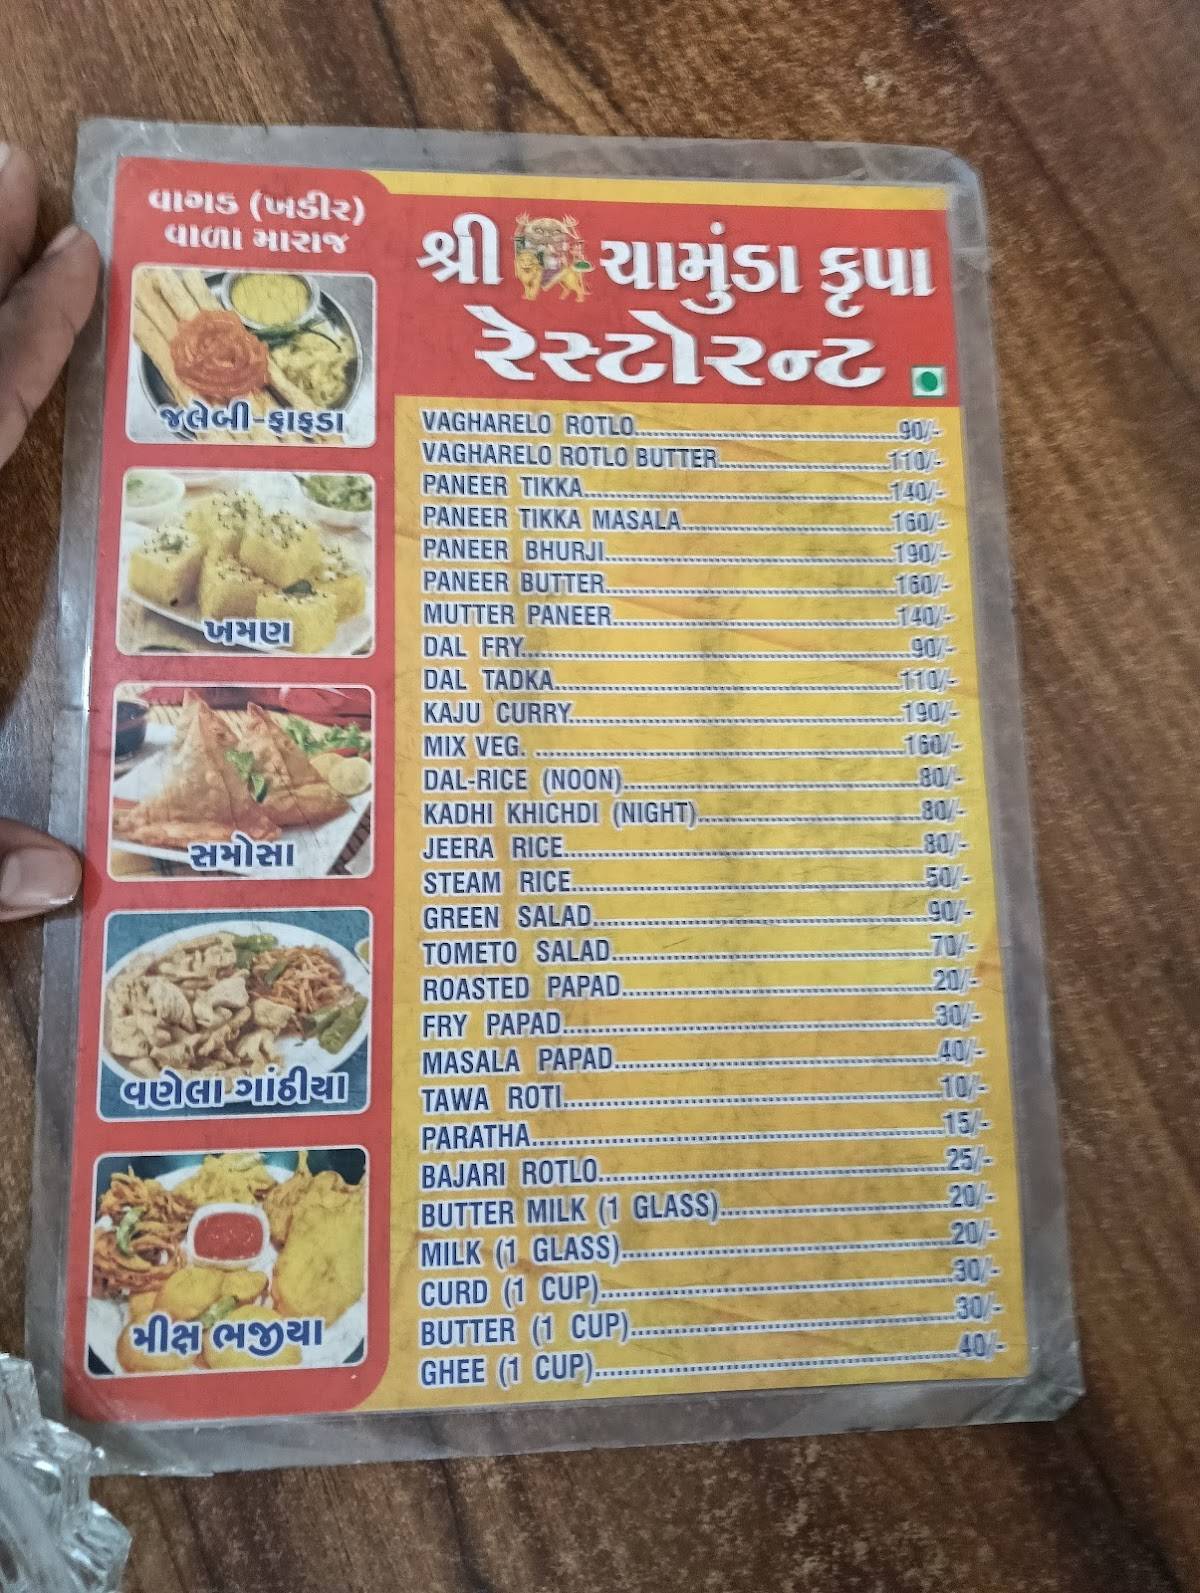 વાગડ (ખડીર)
વાળા મારાજ
જલેબી-ફાફડા
ખમણ
સમોસા
વણેલા ગાંઠીયા
મીક્ષ ભજીયા
શ્રી ચામુંડા કૃપા
રેસ્ટોરન્ટ
VAGHARELO ROTLO 90/-
VAGHARELO ROTLO BUTTER 110/-
PANEER TIKKA 140/-
PANEER TIKKA MASALA 160/-
PANEER BHURJI 190/-
PANEER BUTTER 160/-
MUTTER PANEER 140/-
DAL FRY 90/-
DAL TADKA 110/-
KAJU CURRY 190/-
MIX VEG. 160/-
DAL-RICE (NOON) 80/-
KADHI KHICHDI (NIGHT) 80/-
JEERA RICE 80/-
STEAM RICE 50/-
GREEN SALAD 90/-
TOMETO SALAD 70/-
ROASTED PAPAD 20/-
FRY PAPAD 30/-
MASALA PAPAD 40/-
TAWA ROTI 10/-
PARATHA 15/-
BAJARI ROTLO 25/-
BUTTER MILK (1 GLASS) 20/-
MILK (1 GLASS) 20/-
CURD (1 CUP) 30/-
BUTTER (1 CUP) 30/-
GHEE (1 CUP) 40/-